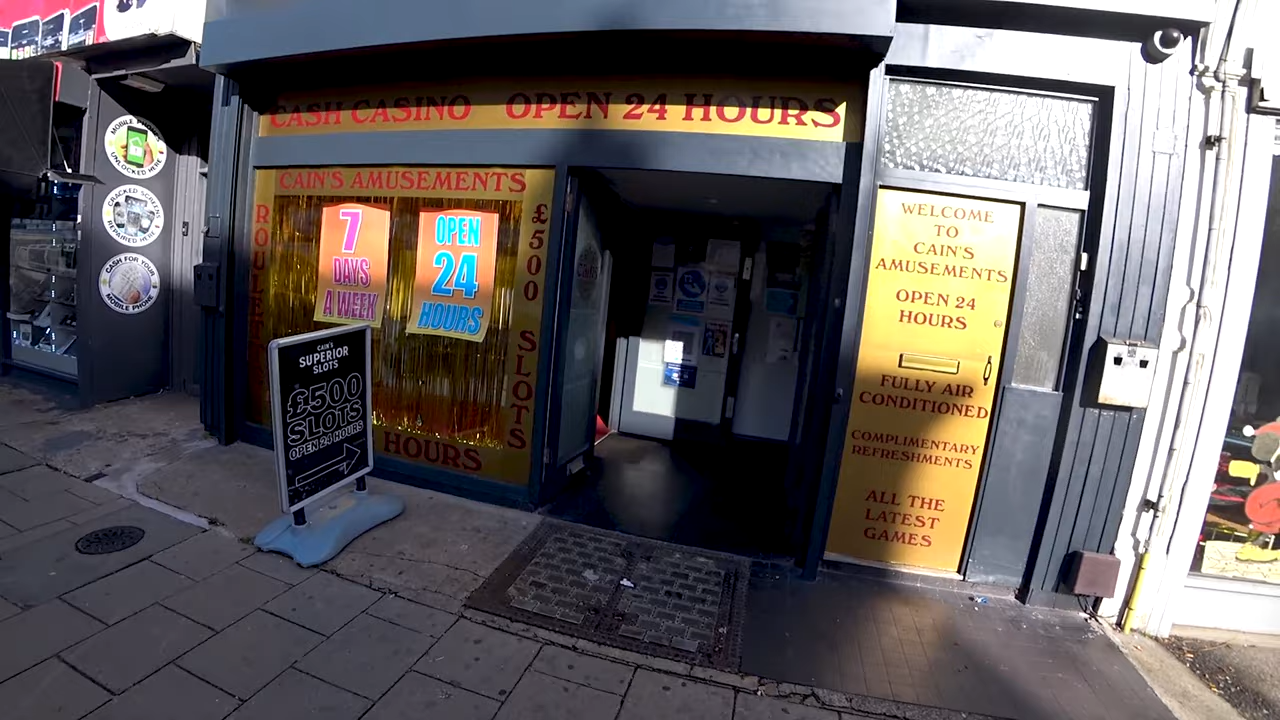 MOBILE PHONES
UNLOCKED HERE
CRACKED SCREENS
REPAIRED HERE
CASH FOR YOUR
MOBILE PHONE
CASH CASINO OPEN 24 HOURS
CAIN'S AMUSEMENTS
7
DAYS
A WEEK
OPEN
24
HOURS
£500 SLOTS
HOURS
CAIN'S
SUPERIOR
SLOTS
£500
SLOTS
OPEN 24 HOURS
WELCOME
TO
CAIN'S
AMUSEMENTS
OPEN 24
HOURS
FULLY AIR
CONDITIONED
COMPLIMENTARY
REFRESHMENTS
ALL THE
LATEST
GAMES